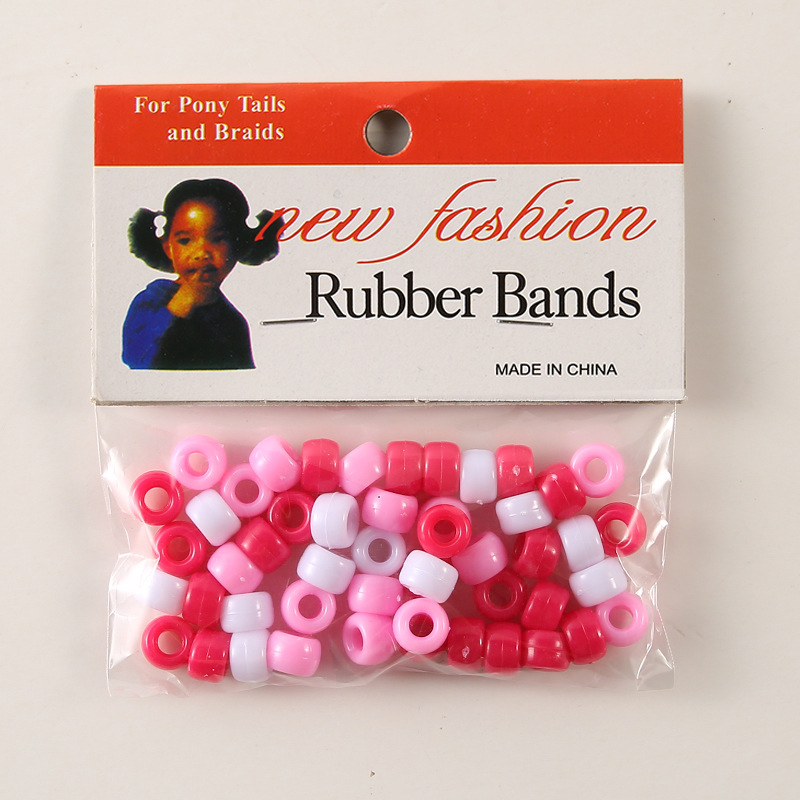 For Pony Tails
and Braids
new fashion
Rubber Bands
MADE IN CHINA